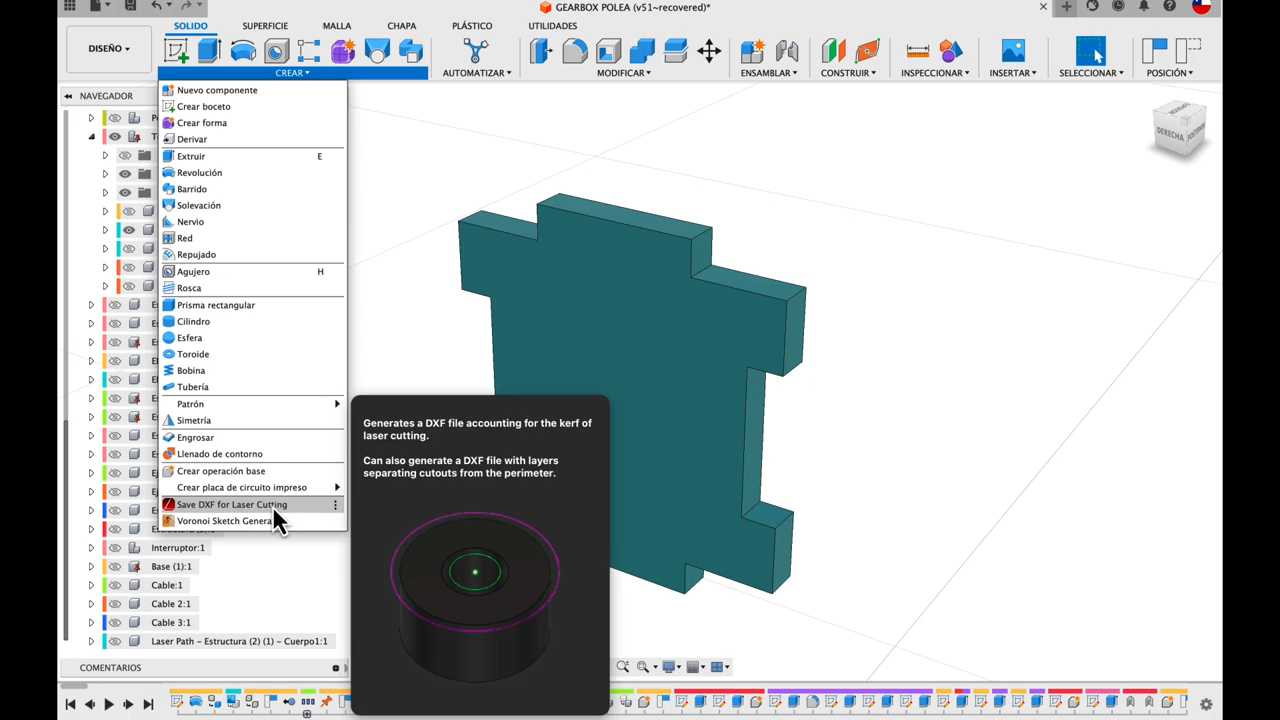 GEARBOX POLEA (v51~recovered)*
DISEÑO
SOLIDO SUPERFICIE MALLA CHAPA PLÁSTICO UTILIDADES
CREAR AUTOMATIZAR MODIFICAR ENSAMBLAR CONSTRUIR INSPECCIONAR INSERTAR SELECCIONAR POSICIÓN
NAVEGADOR
Nuevo componente
Crear boceto
Crear forma
Derivar
Extruir E
Revolución
Barrido
Solevación
Nervio
Red
Repujado
Agujero H
Rosca
Prisma rectangular
Cilindro
Esfera
Toroide
Bobina
Tubería
Patrón
Simetría
Engrosar
Llenado de contorno
Crear operación base
Crear placa de circuito impreso
Save DXF for Laser Cutting
Voronoi Sketch Genera
Interruptor:1
Base (1):1
Cable:1
Cable 2:1
Cable 3:1
Laser Path - Estructura (2) (1) - Cuerpo1:1
COMENTARIOS
Generates a DXF file accounting for the kerf of
laser cutting.
Can also generate a DXF file with layers
separating cutouts from the perimeter.
DERECHA